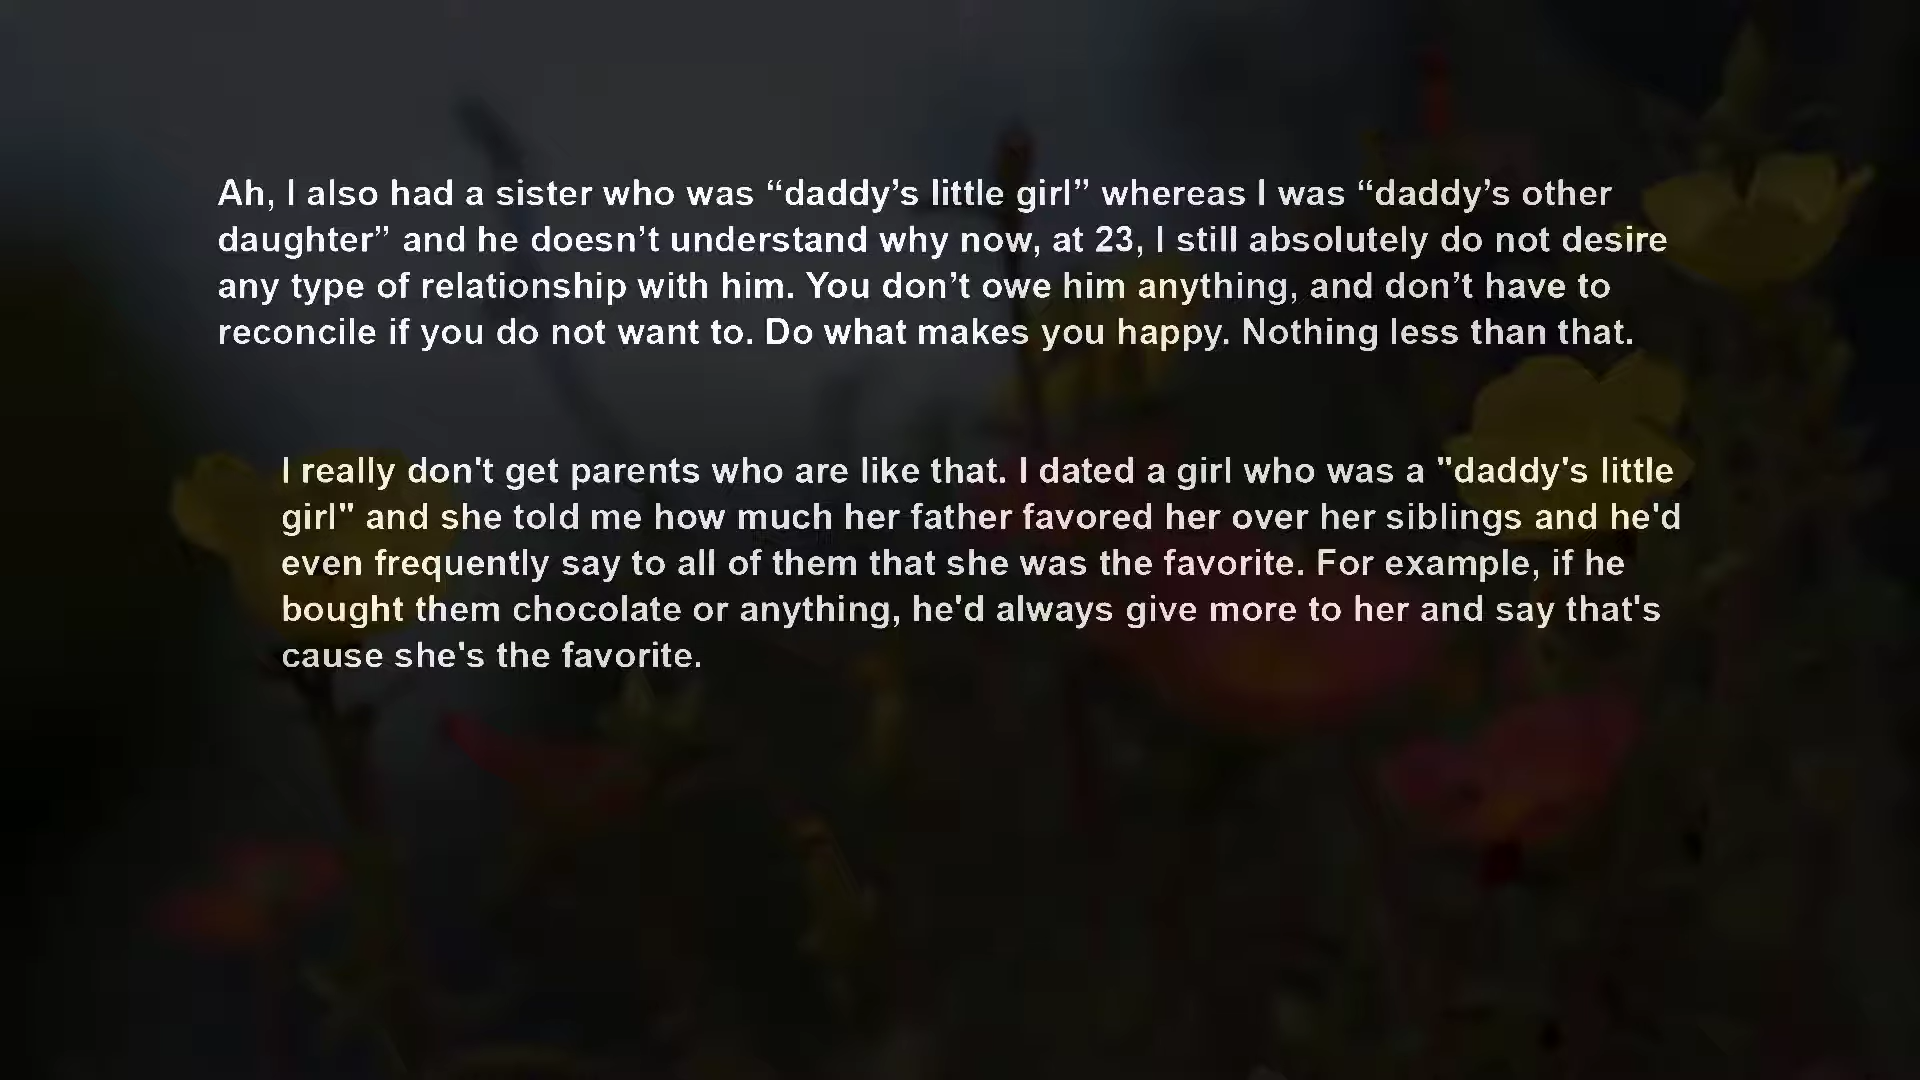 Ah, I also had a sister who was “daddy’s little girl” whereas I was “daddy’s other
daughter” and he doesn’t understand why now, at 23, I still absolutely do not desire
any type of relationship with him. You don’t owe him anything, and don’t have to
reconcile if you do not want to. Do what makes you happy. Nothing less than that.
I really don't get parents who are like that. I dated a girl who was a "daddy's little
girl" and she told me how much her father favored her over her siblings and he'd
even frequently say to all of them that she was the favorite. For example, if he
bought them chocolate or anything, he'd always give more to her and say that's
cause she's the favorite.